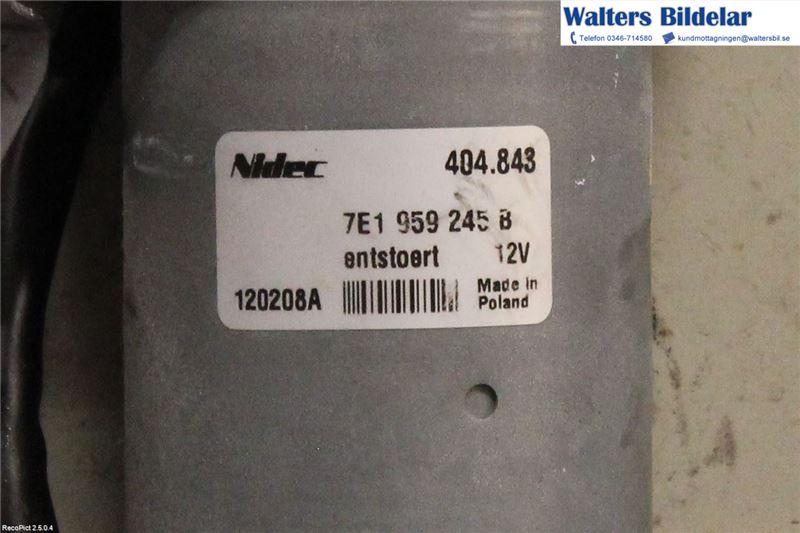 Walters Bildelar
Telefon 0346-714580 kundmottagningen@waltersbil.se
Nidec 404.843
7E1 959 245 B
entstoert 12V
120208A Made in
Poland
RecoPict 2.5.0.4